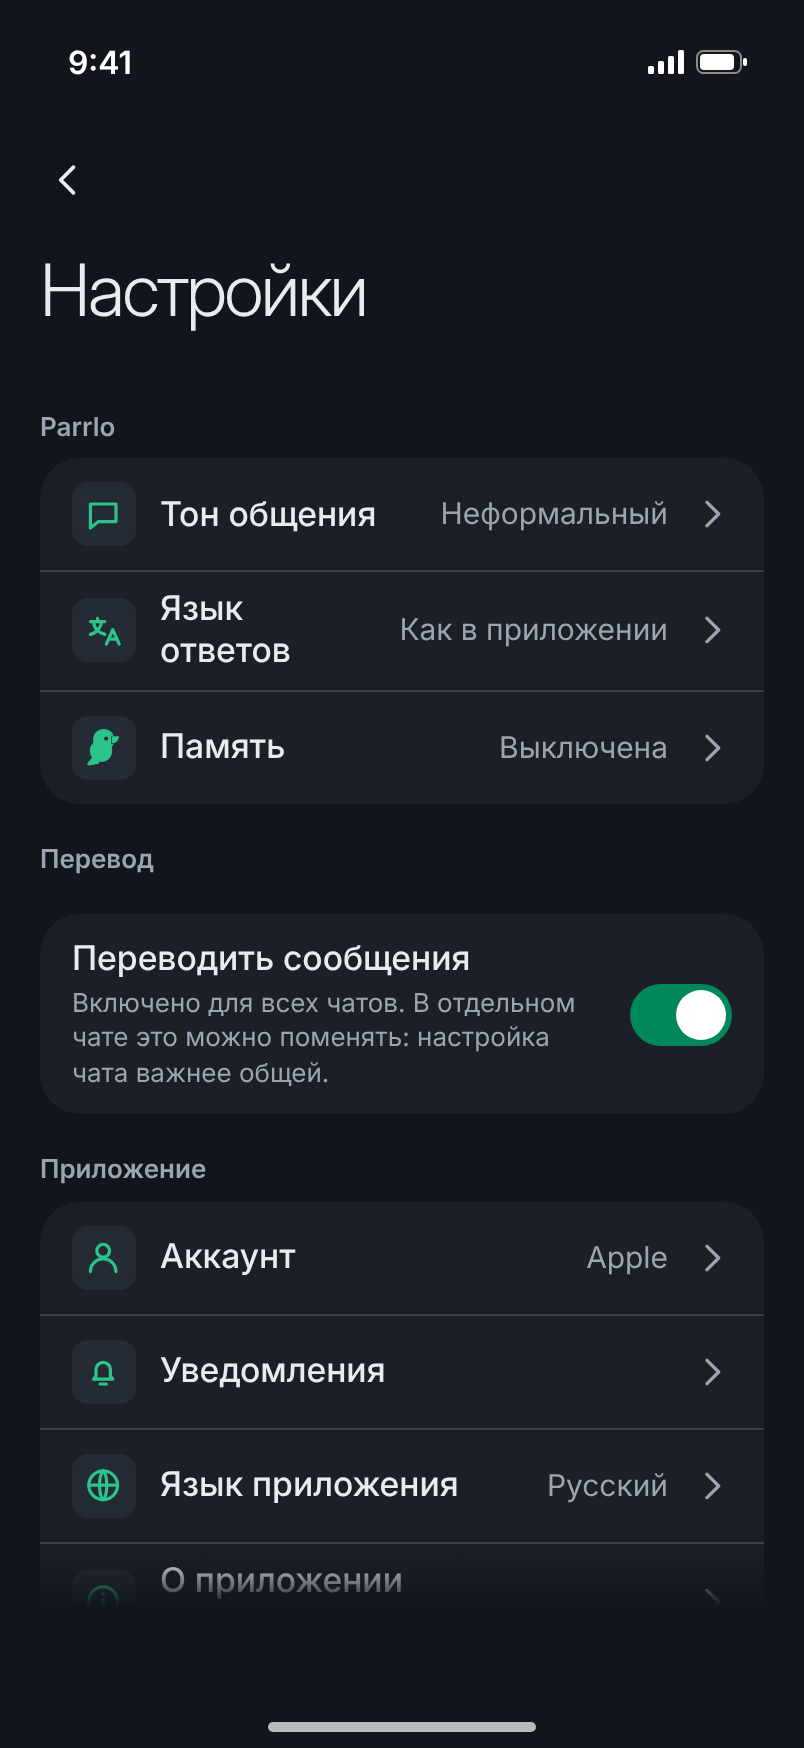 9:41
Настройки
Parrlo
Тон общения
Неформальный
Язык
ответов
Как в приложении
Память
Выключена
Перевод
Переводить сообщения
Включено для всех чатов. В отдельном
чате это можно поменять: настройка
чата важнее общей.
Приложение
Аккаунт
Apple
Уведомления
Язык приложения
Русский
О приложении